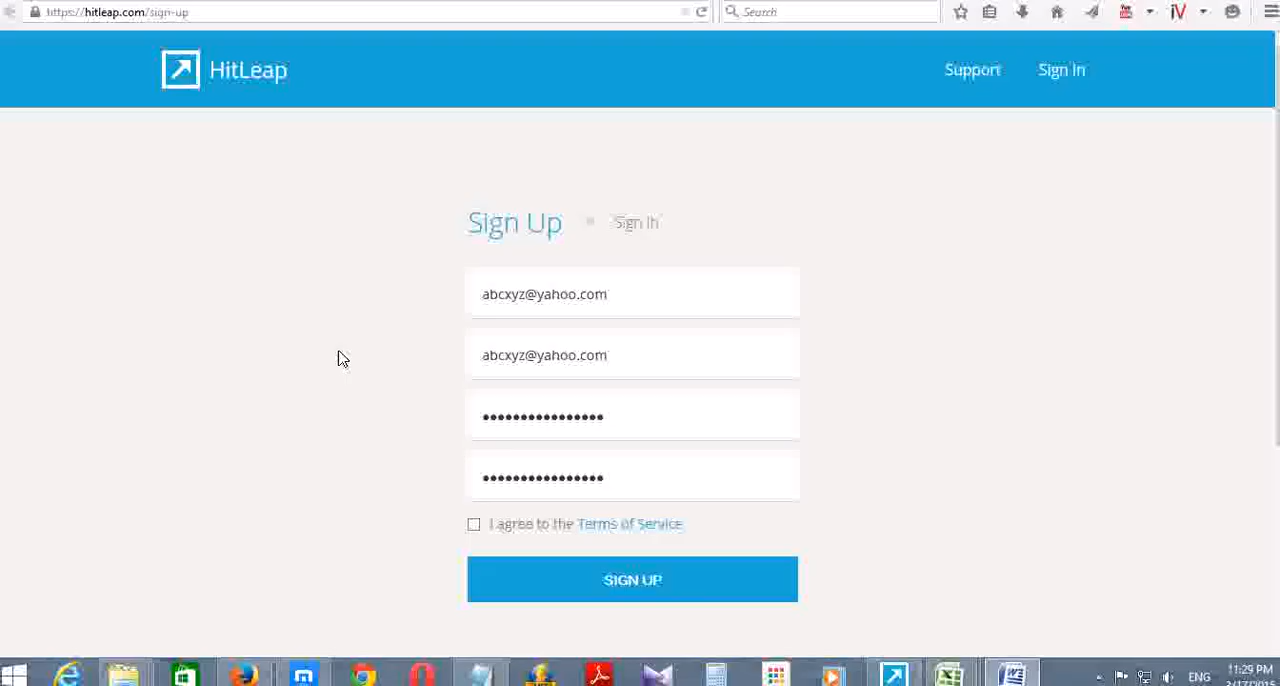 https://hitleap.com/sign-up
Search
HitLeap
Support
Sign In
Sign Up
Sign In
abcxyz@yahoo.com
abcxyz@yahoo.com
••••••••••••••••
••••••••••••••••
I agree to the Terms of Service
SIGN UP
ENG
11:29 PM